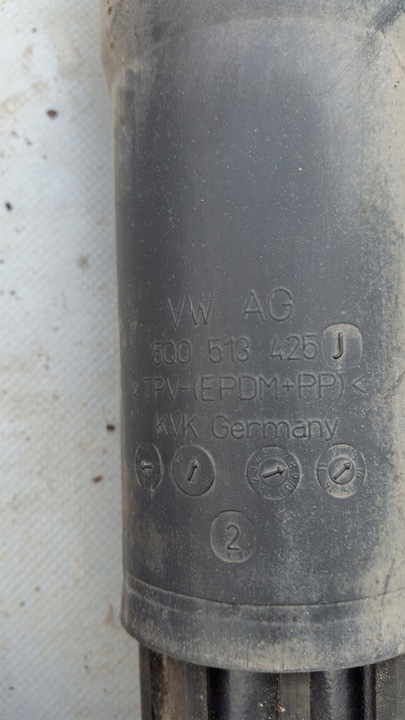 VW AG
5Q0 513 425 J
>TPV-(EPDM+PP)<
KVK Germany
2